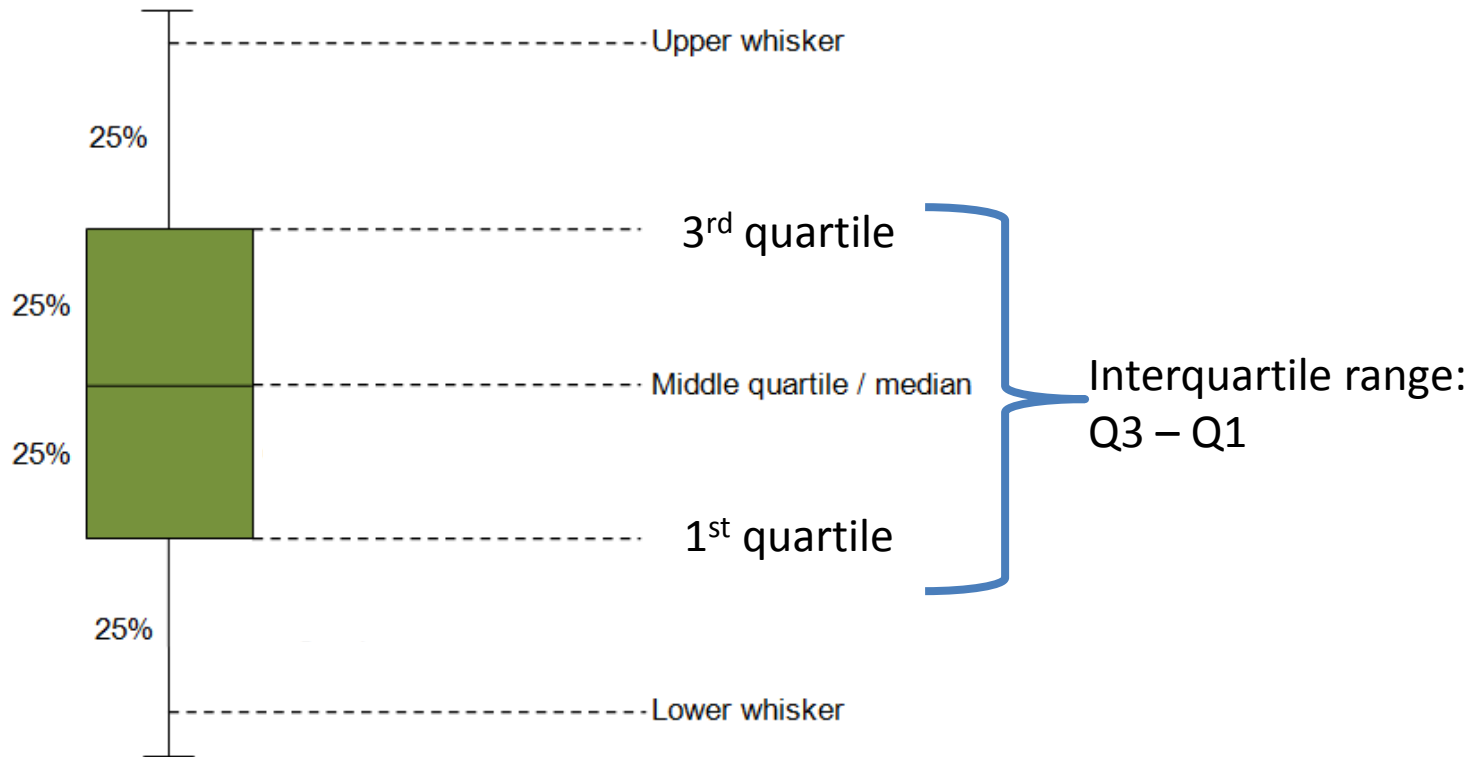 Upper whisker
25%
3rd quartile
25%
Middle quartile / median
Interquartile range:
Q3 – Q1
25%
1st quartile
25%
Lower whisker